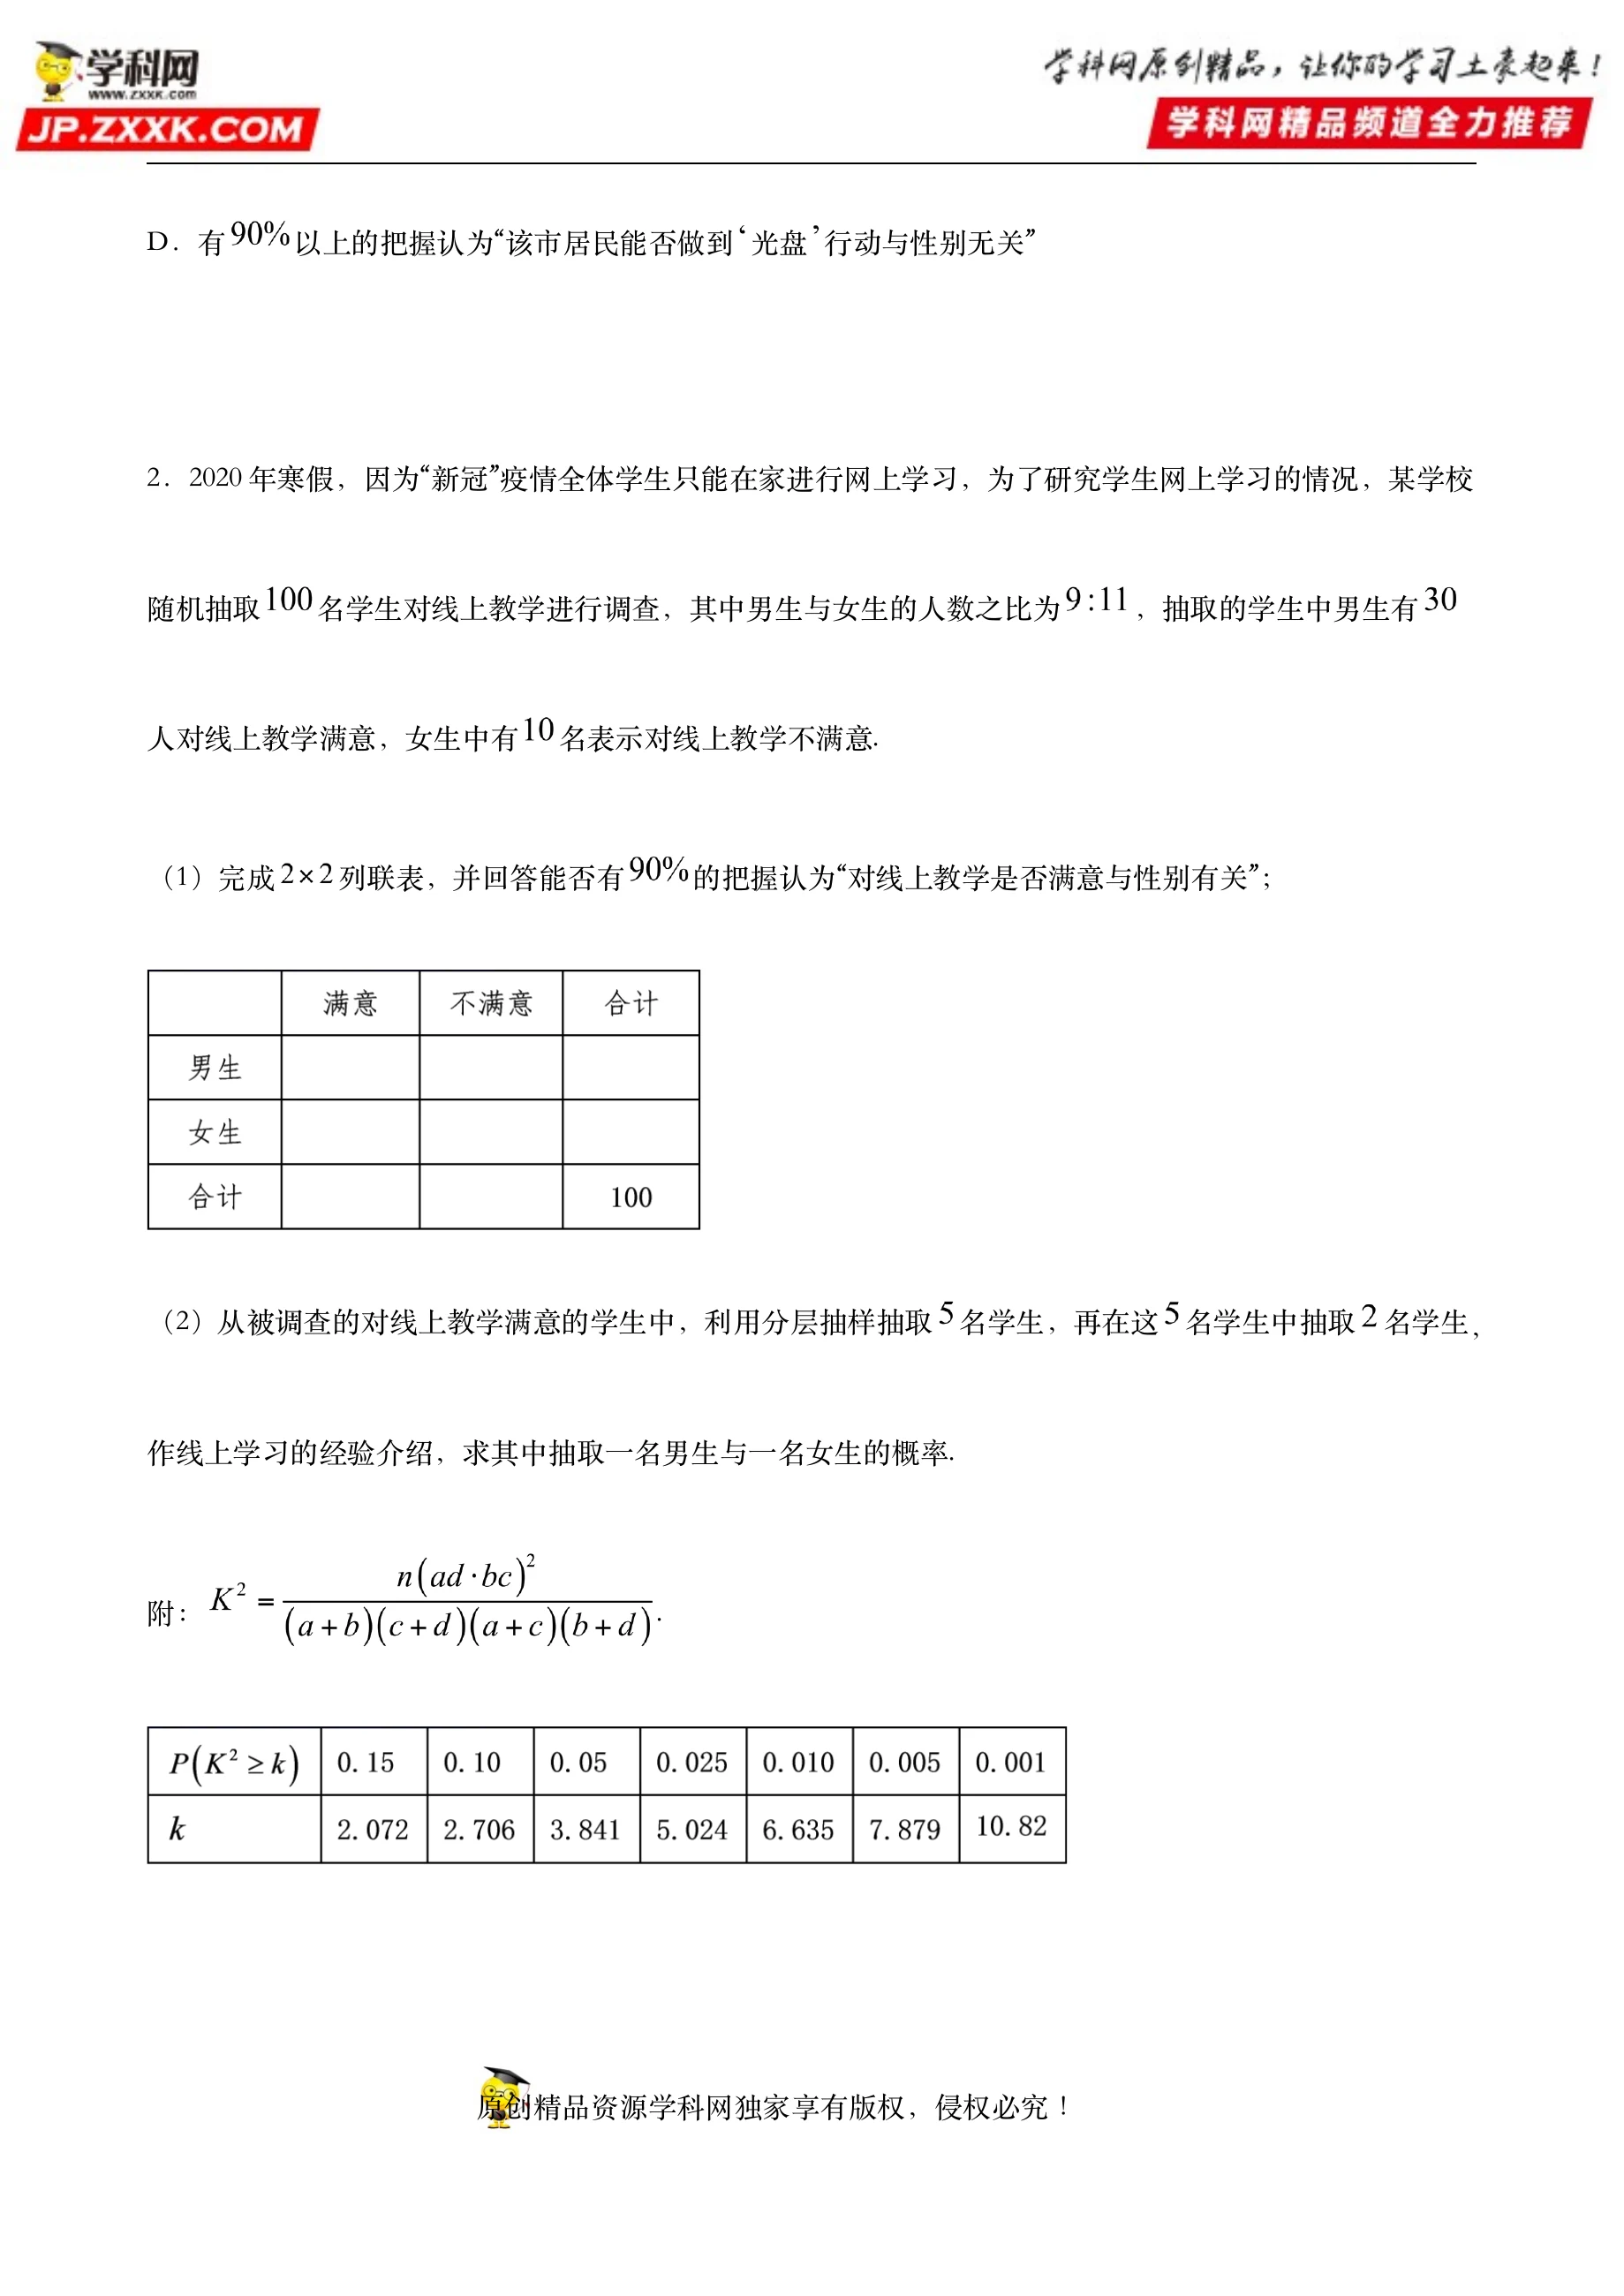 学科网
www.zxxk.com
JP.ZXXK.COM
学科网原创精品，让你的学习土豪起来！
学科网精品频道全力推荐
D．有90%以上的把握认为“该市居民能否做到‘光盘’行动与性别无关”
2．2020 年寒假，因为“新冠”疫情全体学生只能在家进行网上学习，为了研究学生网上学习的情况，某学校
随机抽取100名学生对线上教学进行调查，其中男生与女生的人数之比为9:11，抽取的学生中男生有30
人对线上教学满意，女生中有10名表示对线上教学不满意.
（1）完成2×2列联表，并回答能否有90%的把握认为“对线上教学是否满意与性别有关”；
满意 不满意 合计
男生
女生
合计 100
（2）从被调查的对线上教学满意的学生中，利用分层抽样抽取5名学生，再在这5名学生中抽取2名学生，
作线上学习的经验介绍，求其中抽取一名男生与一名女生的概率.
附：K² = n(ad·bc)² / (a+b)(c+d)(a+c)(b+d).
P(K²≥k) 0.15 0.10 0.05 0.025 0.010 0.005 0.001
k 2.072 2.706 3.841 5.024 6.635 7.879 10.82
原创精品资源学科网独家享有版权，侵权必究！